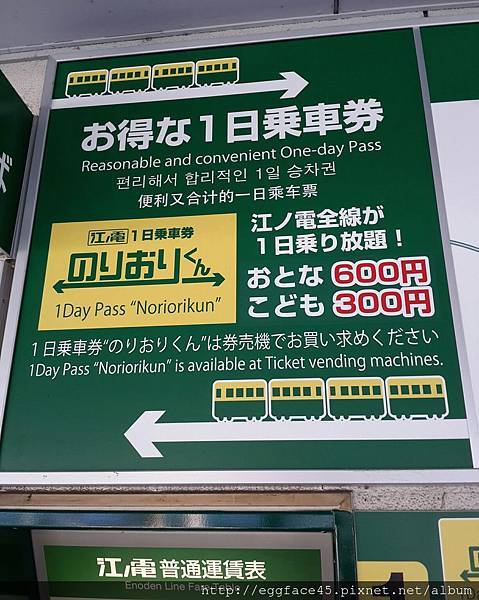 お得な1日乗車券
Reasonable and convenient One-day Pass
편리해서 합리적인 1일 승차권
便利又合计的一日乘车票
江ノ電 1日乗車券
のりおりくん
1Day Pass “Noriorikun”
江ノ電全線が
1日乗り放題！
おとな 600円
こども 300円
1日乗車券“のりおりくん”は券売機でお買い求めください
1Day Pass “Noriorikun” is available at Ticket vending machines.
江ノ電 普通運賃表
Enoden Line Fare Table
http://eggface45.pixnet.net/album